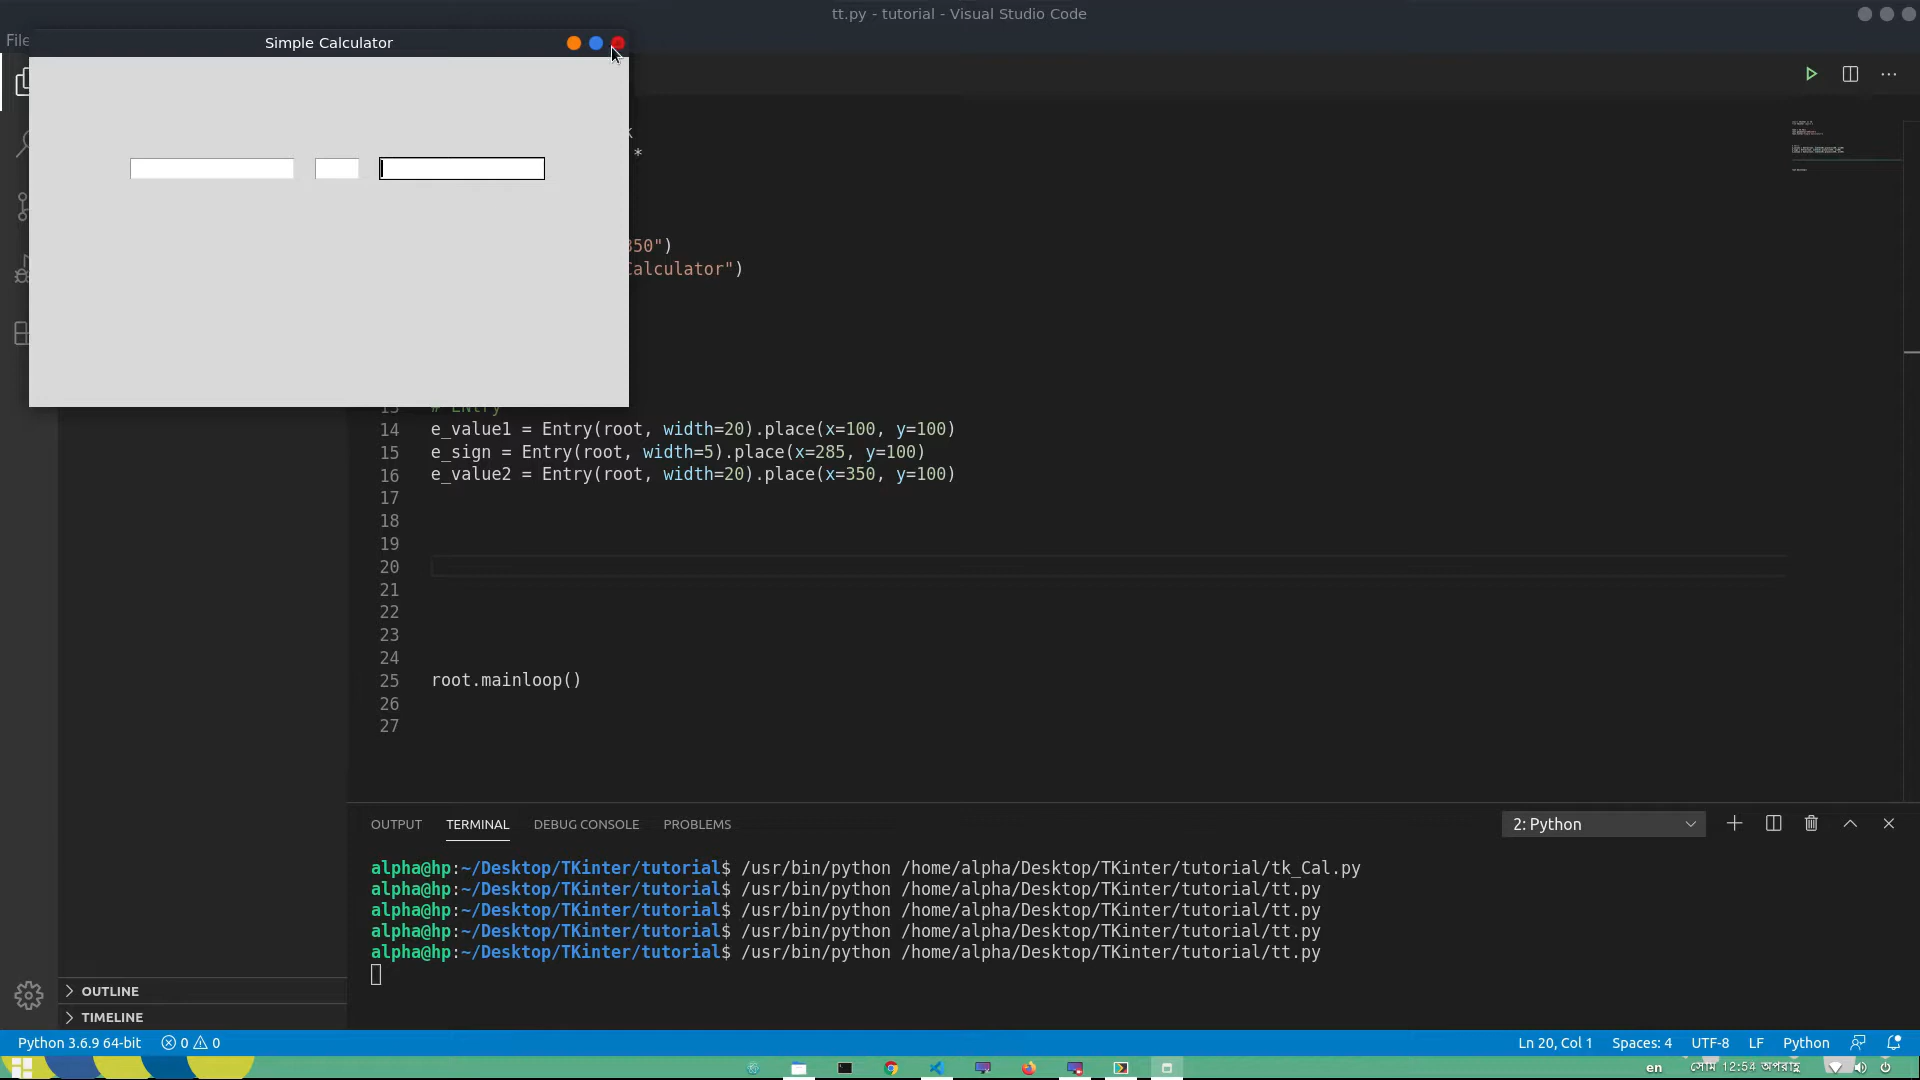 tt.py - tutorial - Visual Studio Code
File
Simple Calculator
*
350")
Calculator")
14 e_value1 = Entry(root, width=20).place(x=100, y=100)
15 e_sign = Entry(root, width=5).place(x=285, y=100)
16 e_value2 = Entry(root, width=20).place(x=350, y=100)
17
18
19
20
21
22
23
24
25 root.mainloop()
26
27
OUTPUT TERMINAL DEBUG CONSOLE PROBLEMS 2: Python
alpha@hp:~/Desktop/TKinter/tutorial$ /usr/bin/python /home/alpha/Desktop/TKinter/tutorial/tk_Cal.py
alpha@hp:~/Desktop/TKinter/tutorial$ /usr/bin/python /home/alpha/Desktop/TKinter/tutorial/tt.py
alpha@hp:~/Desktop/TKinter/tutorial$ /usr/bin/python /home/alpha/Desktop/TKinter/tutorial/tt.py
alpha@hp:~/Desktop/TKinter/tutorial$ /usr/bin/python /home/alpha/Desktop/TKinter/tutorial/tt.py
alpha@hp:~/Desktop/TKinter/tutorial$ /usr/bin/python /home/alpha/Desktop/TKinter/tutorial/tt.py
OUTLINE
TIMELINE
Python 3.6.9 64-bit 0 0 Ln 20, Col 1 Spaces: 4 UTF-8 LF Python
en সোম 12:54 অপরাহ্ণ